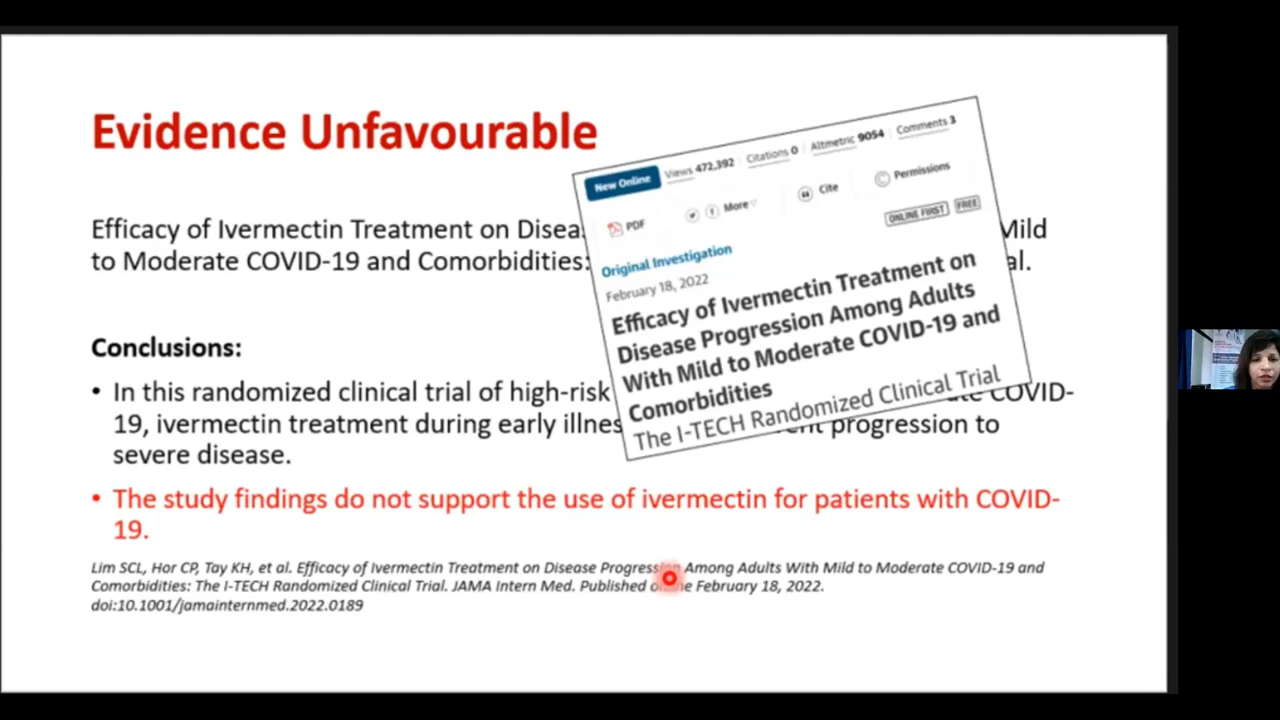 Evidence Unfavourable
Efficacy of Ivermectin Treatment on Disea Mild
to Moderate COVID-19 and Comorbidities: al.
New Online Views 472,392 Citations 0 Altmetric 9054 Comments 3
PDF More Cite Permissions
ONLINE FIRST FREE
Original Investigation
February 18, 2022
Efficacy of Ivermectin Treatment on
Disease Progression Among Adults
With Mild to Moderate COVID-19 and
Comorbidities
The I-TECH Randomized Clinical Trial
Conclusions:
• In this randomized clinical trial of high-risk COVID-
19, ivermectin treatment during early illnes progression to
severe disease.
• The study findings do not support the use of ivermectin for patients with COVID-
19.
Lim SCL, Hor CP, Tay KH, et al. Efficacy of Ivermectin Treatment on Disease Progression Among Adults With Mild to Moderate COVID-19 and
Comorbidities: The I-TECH Randomized Clinical Trial. JAMA Intern Med. Published online February 18, 2022.
doi:10.1001/jamainternmed.2022.0189